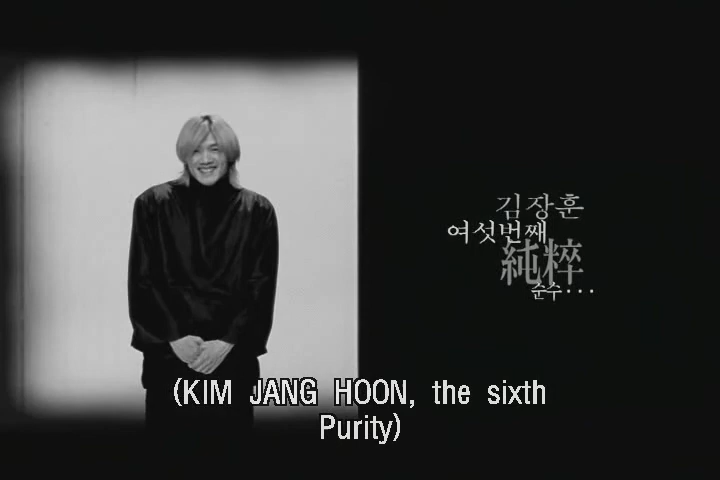 김장훈
여섯번째
純粹
순수...
(KIM JANG HOON, the sixth
Purity)